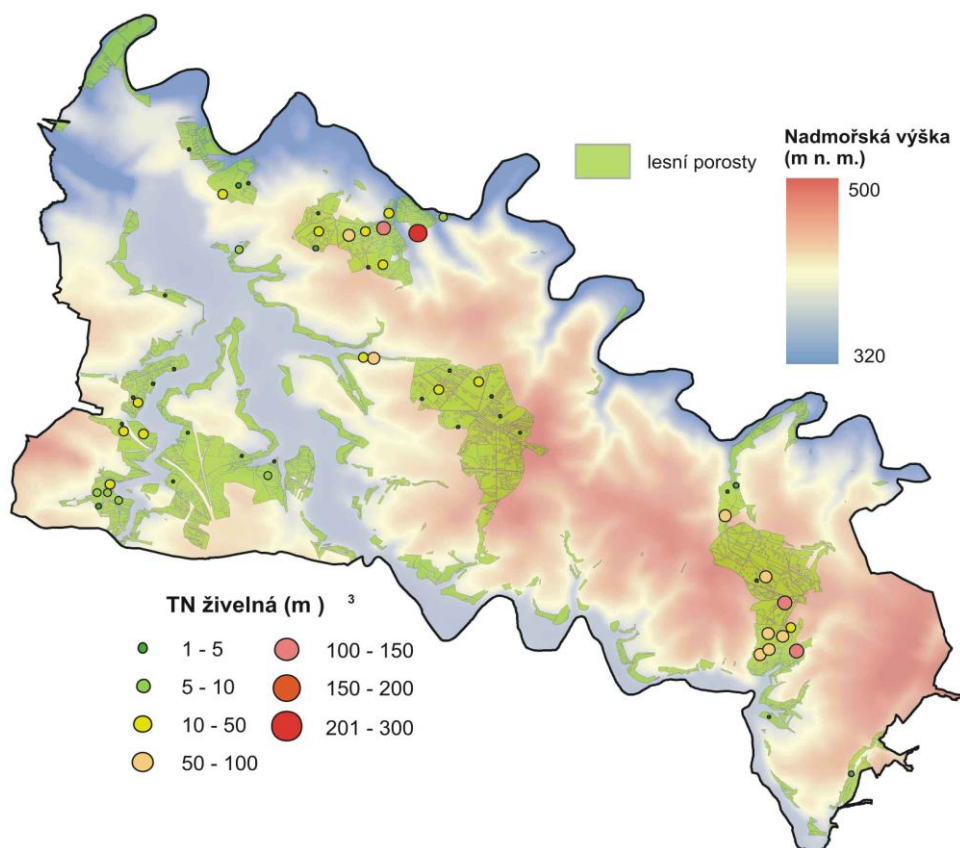 Nadmořská výška
(m n. m.)
lesní porosty
500
320
TN živelná (m ) 3
1 - 5
100 - 150
5 - 10
150 - 200
10 - 50
201 - 300
50 - 100